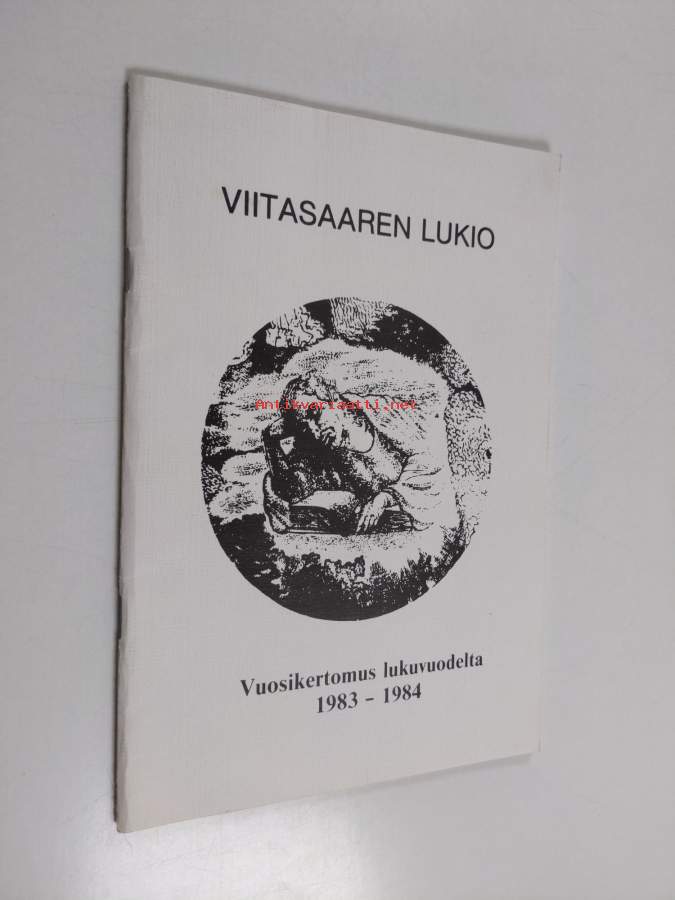 VIITASAAREN LUKIO
Antikvariaatti.net
Vuosikertomus lukuvuodelta
1983 - 1984